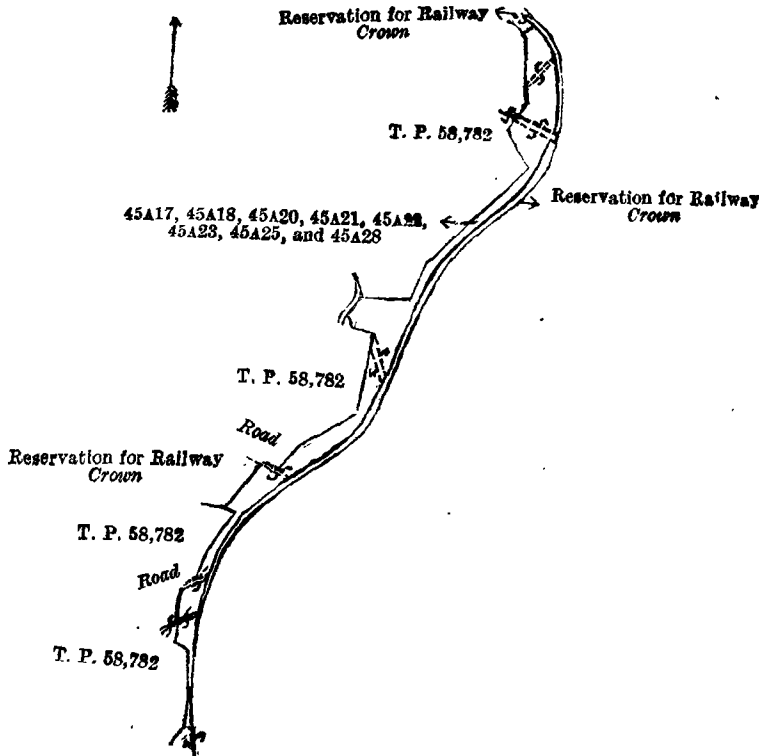 Reservation for Railway
Crown
T. P. 58,782
Reservation for Railway
Crown
45A17, 45A18, 45A20, 45A21, 45A22,
45A23, 45A25, and 45A28
T. P. 58,782
Road
Reservation for Railway
Crown
T. P. 58,782
Road
T. P. 58,782